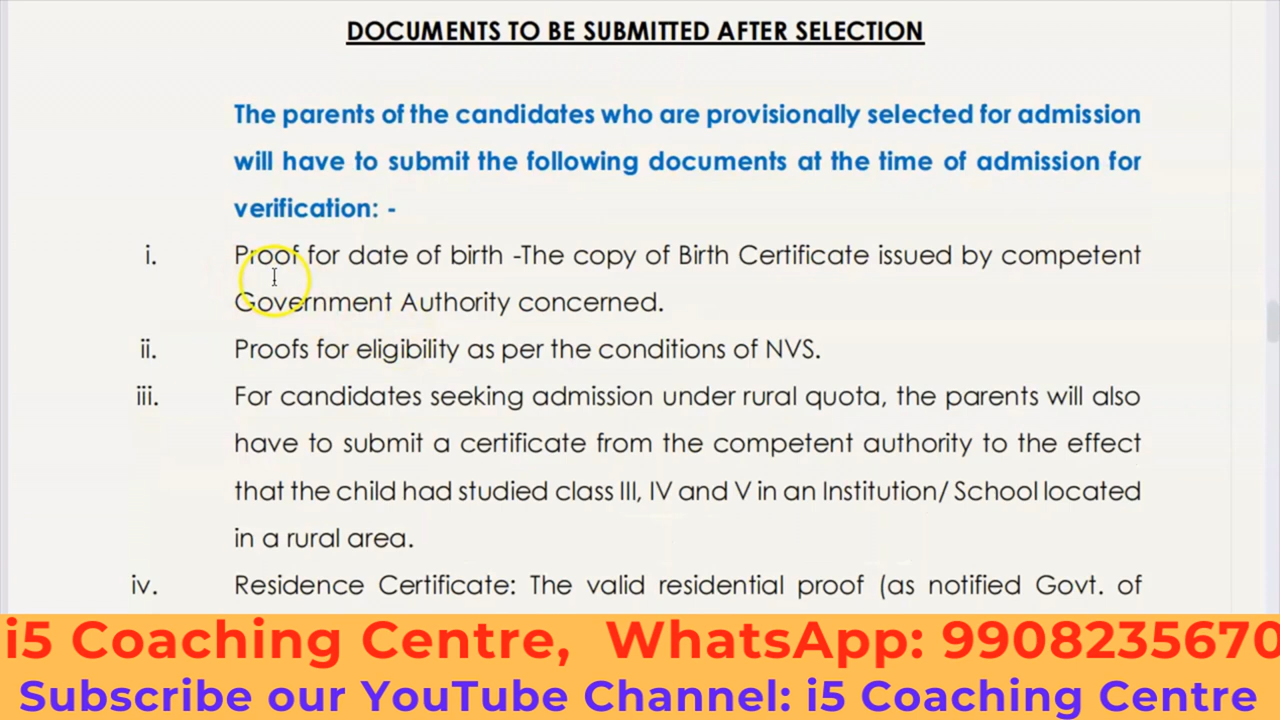 DOCUMENTS TO BE SUBMITTED AFTER SELECTION
The parents of the candidates who are provisionally selected for admission
will have to submit the following documents at the time of admission for
verification: -
i. Proof for date of birth -The copy of Birth Certificate issued by competent
Government Authority concerned.
ii. Proofs for eligibility as per the conditions of NVS.
iii. For candidates seeking admission under rural quota, the parents will also
have to submit a certificate from the competent authority to the effect
that the child had studied class III, IV and V in an Institution/ School located
in a rural area.
iv. Residence Certificate: The valid residential proof (as notified Govt. of
i5 Coaching Centre, WhatsApp: 9908235670
Subscribe our YouTube Channel: i5 Coaching Centre